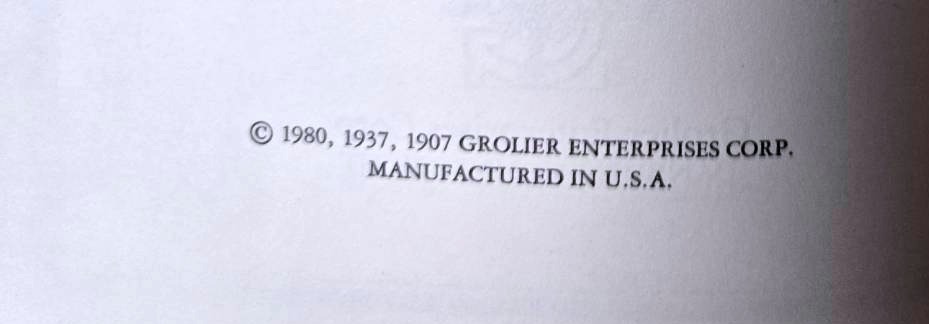 © 1980, 1937, 1907 GROLIER ENTERPRISES CORP.
MANUFACTURED IN U.S.A.